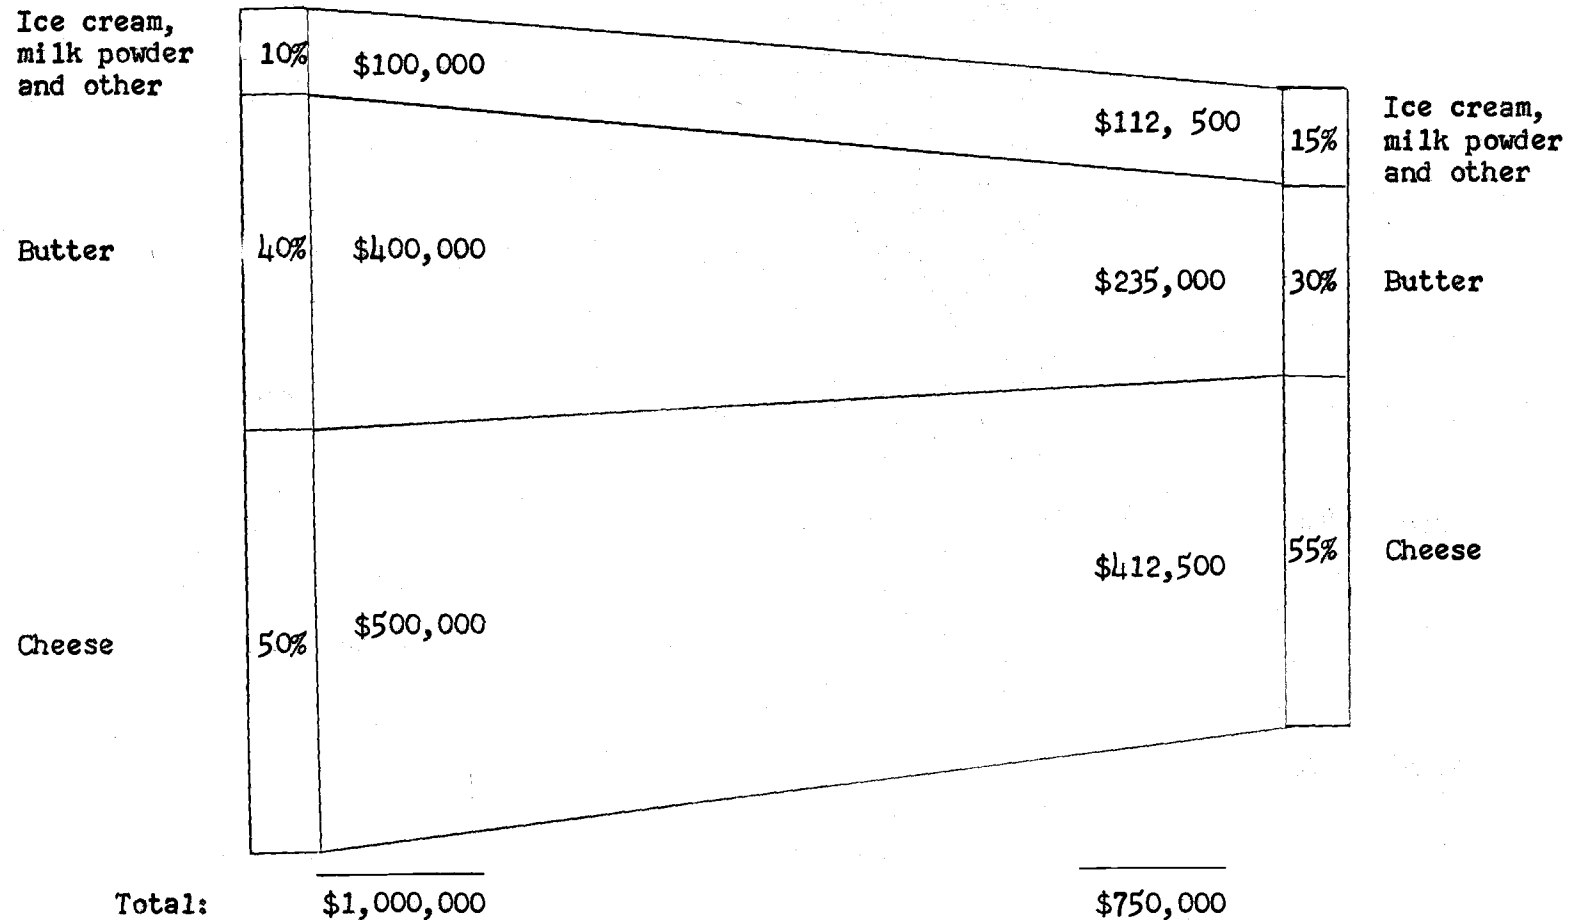 Ice cream,
milk powder
and other
10%
$100,000
$112, 500
15%
Ice cream,
milk powder
and other
Butter
40%
$400,000
$235,000
30%
Butter
Cheese
50%
$500,000
$412,500
55%
Cheese
Total:
$1,000,000
$750,000